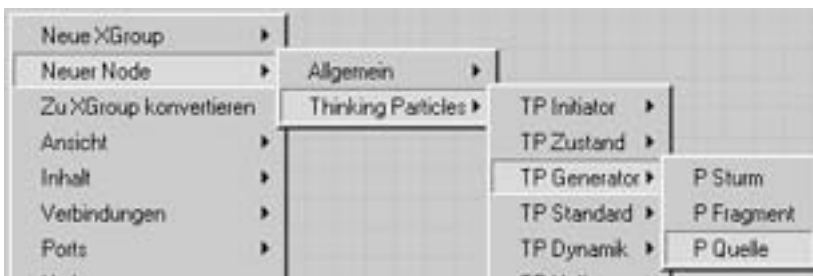 Neue XGroup
Neuer Node
Zu XGroup konvertieren
Ansicht
Inhalt
Verbindungen
Ports
Allgemein
Thinking Particles
TP Initiator
TP Zustand
TP Generator
TP Standard
TP Dynamik
P Sturm
P Fragment
P Quelle